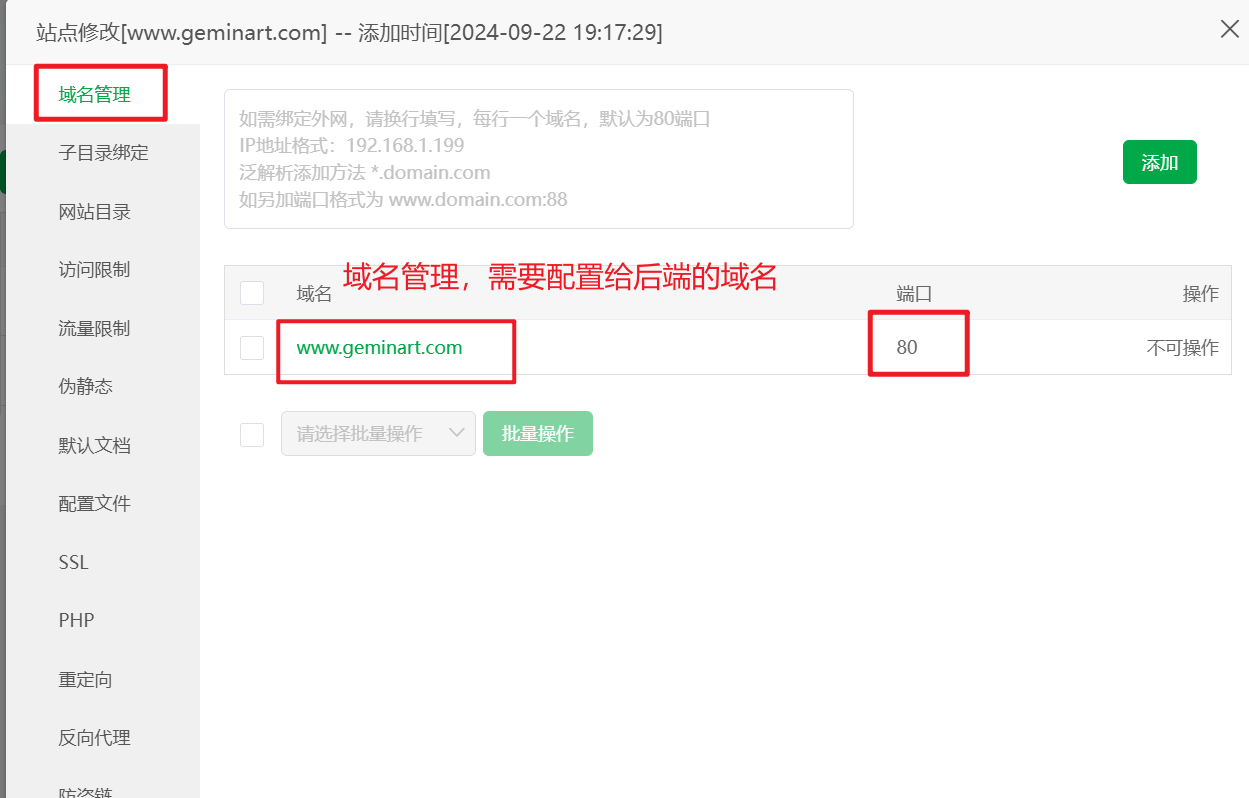 站点修改[www.geminart.com] -- 添加时间[2024-09-22 19:17:29]
域名管理
子目录绑定
网站目录
访问限制
流量限制
伪静态
默认文档
配置文件
SSL
PHP
重定向
反向代理
防盗链
如需绑定外网，请换行填写，每行一个域名，默认为80端口
IP地址格式：192.168.1.199
泛解析添加方法 *.domain.com
如另加端口格式为 www.domain.com:88
添加
域名管理，需要配置给后端的域名
域名 端口 操作
www.geminart.com 80 不可操作
请选择批量操作 批量操作